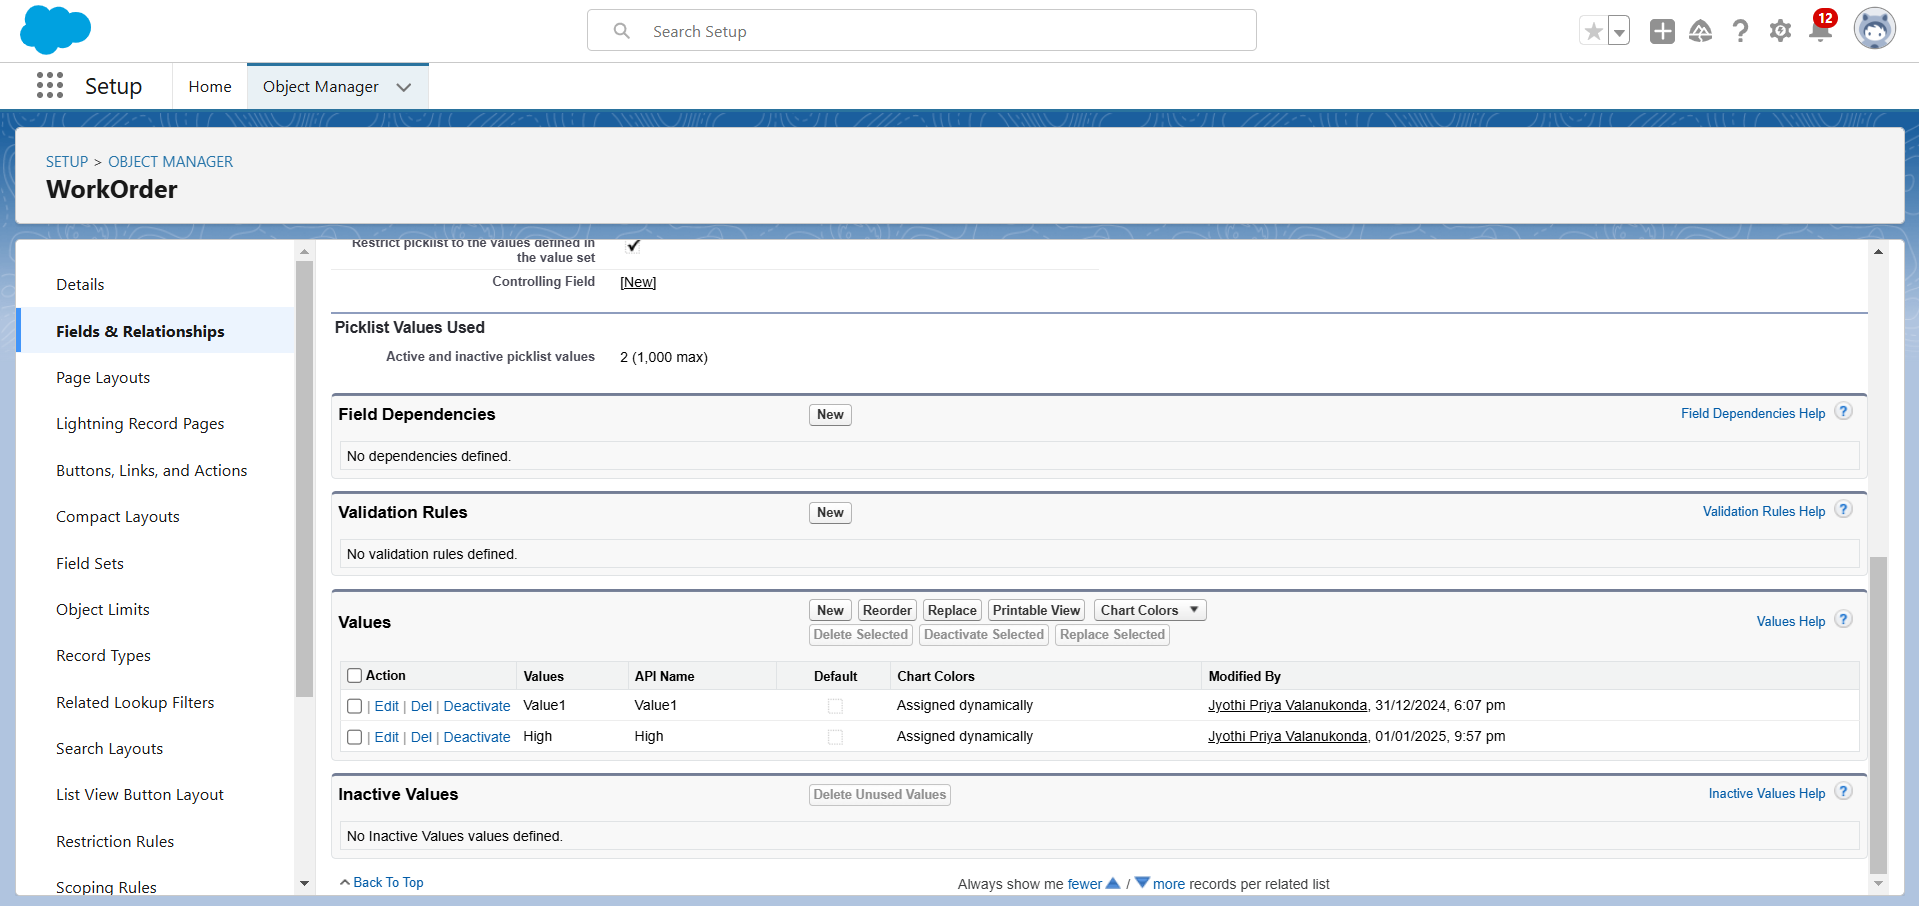 Search Setup
12
Setup
Home
Object Manager
SETUP > OBJECT MANAGER
WorkOrder
Details
Fields & Relationships
Page Layouts
Lightning Record Pages
Buttons, Links, and Actions
Compact Layouts
Field Sets
Object Limits
Record Types
Related Lookup Filters
Search Layouts
List View Button Layout
Restriction Rules
Scoping Rules
Restrict picklist to the values defined in
the value set
Controlling Field [New]
Picklist Values Used
Active and inactive picklist values 2 (1,000 max)
Field Dependencies New Field Dependencies Help ?
No dependencies defined.
Validation Rules New Validation Rules Help ?
No validation rules defined.
Values New Reorder Replace Printable View Chart Colors Values Help ?
Delete Selected Deactivate Selected Replace Selected
Action Values API Name Default Chart Colors Modified By
| Edit | Del | Deactivate Value1 Value1 Assigned dynamically Jyothi Priya Valanukonda, 31/12/2024, 6:07 pm
| Edit | Del | Deactivate High High Assigned dynamically Jyothi Priya Valanukonda, 01/01/2025, 9:57 pm
Inactive Values Delete Unused Values Inactive Values Help ?
No Inactive Values values defined.
Back To Top Always show me fewer / more records per related list